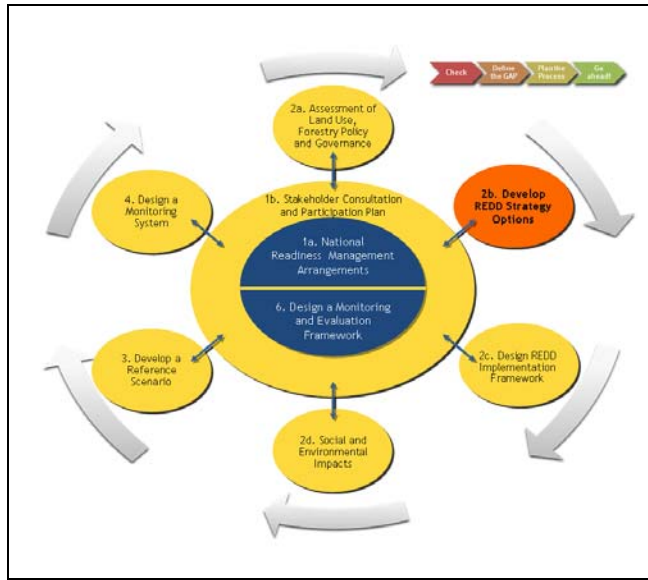 Check
Define
the GAP
Plan the
Process
Go
ahead!
2a. Assessment of
Land Use,
Forestry Policy
and Governance
2b. Develop
REDD Strategy
Options
4. Design a
Monitoring
System
1b. Stakeholder Consultation
and Participation Plan
1a. National
Readiness Management
Arrangements
6. Design a Monitoring
and Evaluation
Framework
3. Develop a
Reference
Scenario
2c. Design REDD
Implementation
Framework
2d. Social and
Environmental
Impacts